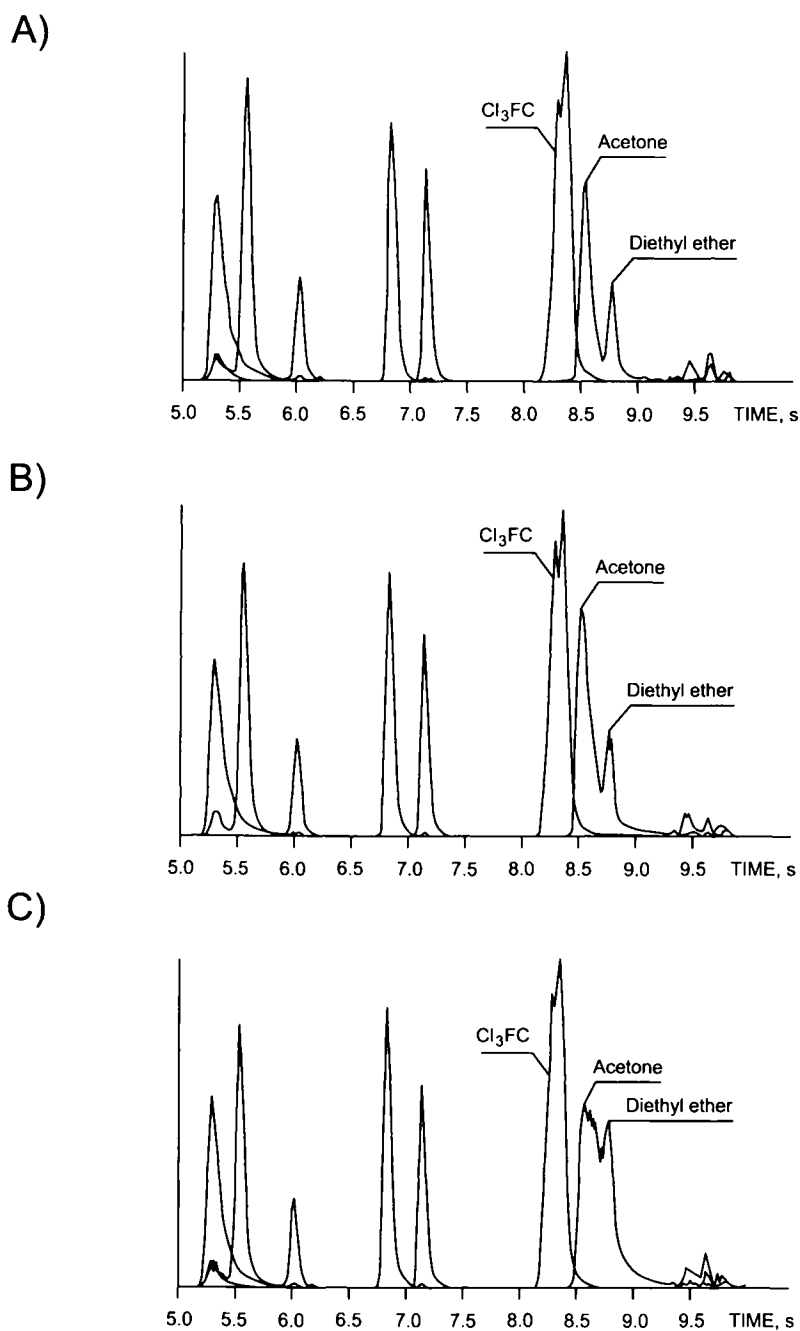 A)
Cl₃FC
Acetone
Diethyl ether
5.0 5.5 6.0 6.5 7.0 7.5 8.0 8.5 9.0 9.5 TIME, s
B)
Cl₃FC
Acetone
Diethyl ether
5.0 5.5 6.0 6.5 7.0 7.5 8.0 8.5 9.0 9.5 TIME, s
C)
Cl₃FC
Acetone
Diethyl ether
5.0 5.5 6.0 6.5 7.0 7.5 8.0 8.5 9.0 9.5 TIME, s